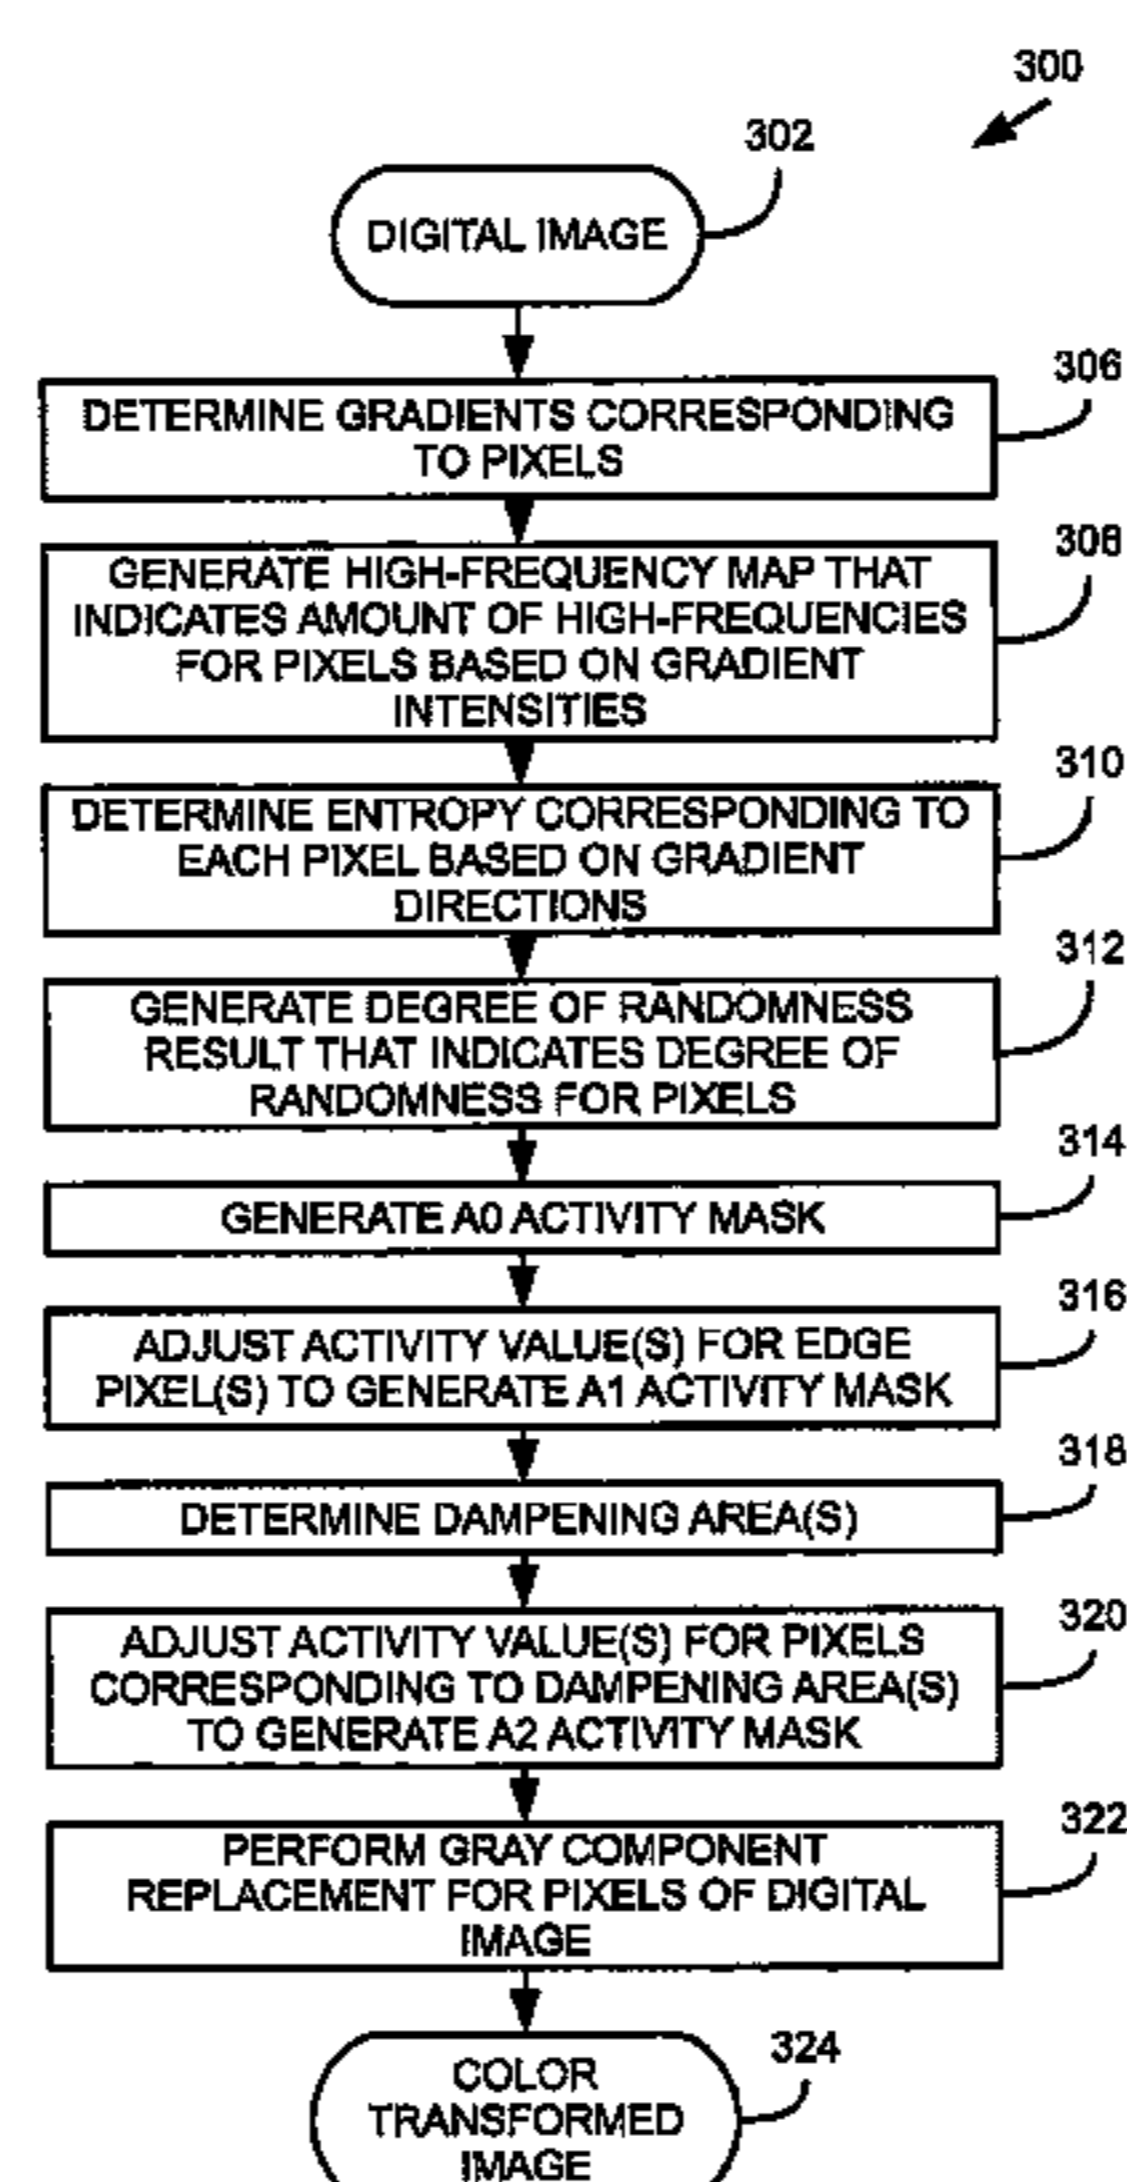 300
302
DIGITAL IMAGE
306
DETERMINE GRADIENTS CORRESPONDING
TO PIXELS
308
GENERATE HIGH-FREQUENCY MAP THAT
INDICATES AMOUNT OF HIGH-FREQUENCIES
FOR PIXELS BASED ON GRADIENT
INTENSITIES
310
DETERMINE ENTROPY CORRESPONDING TO
EACH PIXEL BASED ON GRADIENT
DIRECTIONS
312
GENERATE DEGREE OF RANDOMNESS
RESULT THAT INDICATES DEGREE OF
RANDOMNESS FOR PIXELS
314
GENERATE A0 ACTIVITY MASK
316
ADJUST ACTIVITY VALUE(S) FOR EDGE
PIXEL(S) TO GENERATE A1 ACTIVITY MASK
318
DETERMINE DAMPENING AREA(S)
320
ADJUST ACTIVITY VALUE(S) FOR PIXELS
CORRESPONDING TO DAMPENING AREA(S)
TO GENERATE A2 ACTIVITY MASK
322
PERFORM GRAY COMPONENT
REPLACEMENT FOR PIXELS OF DIGITAL
IMAGE
324
COLOR
TRANSFORMED
IMAGE